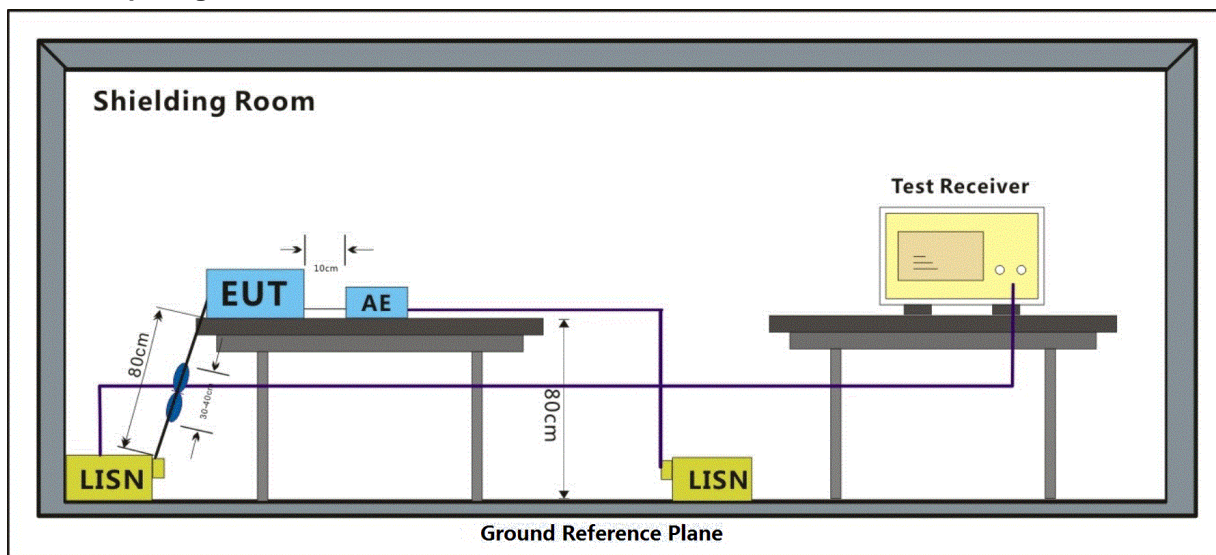 Shielding Room
Test Receiver
10cm
EUT
AE
80cm
30-40cm
80cm
LISN
LISN
Ground Reference Plane